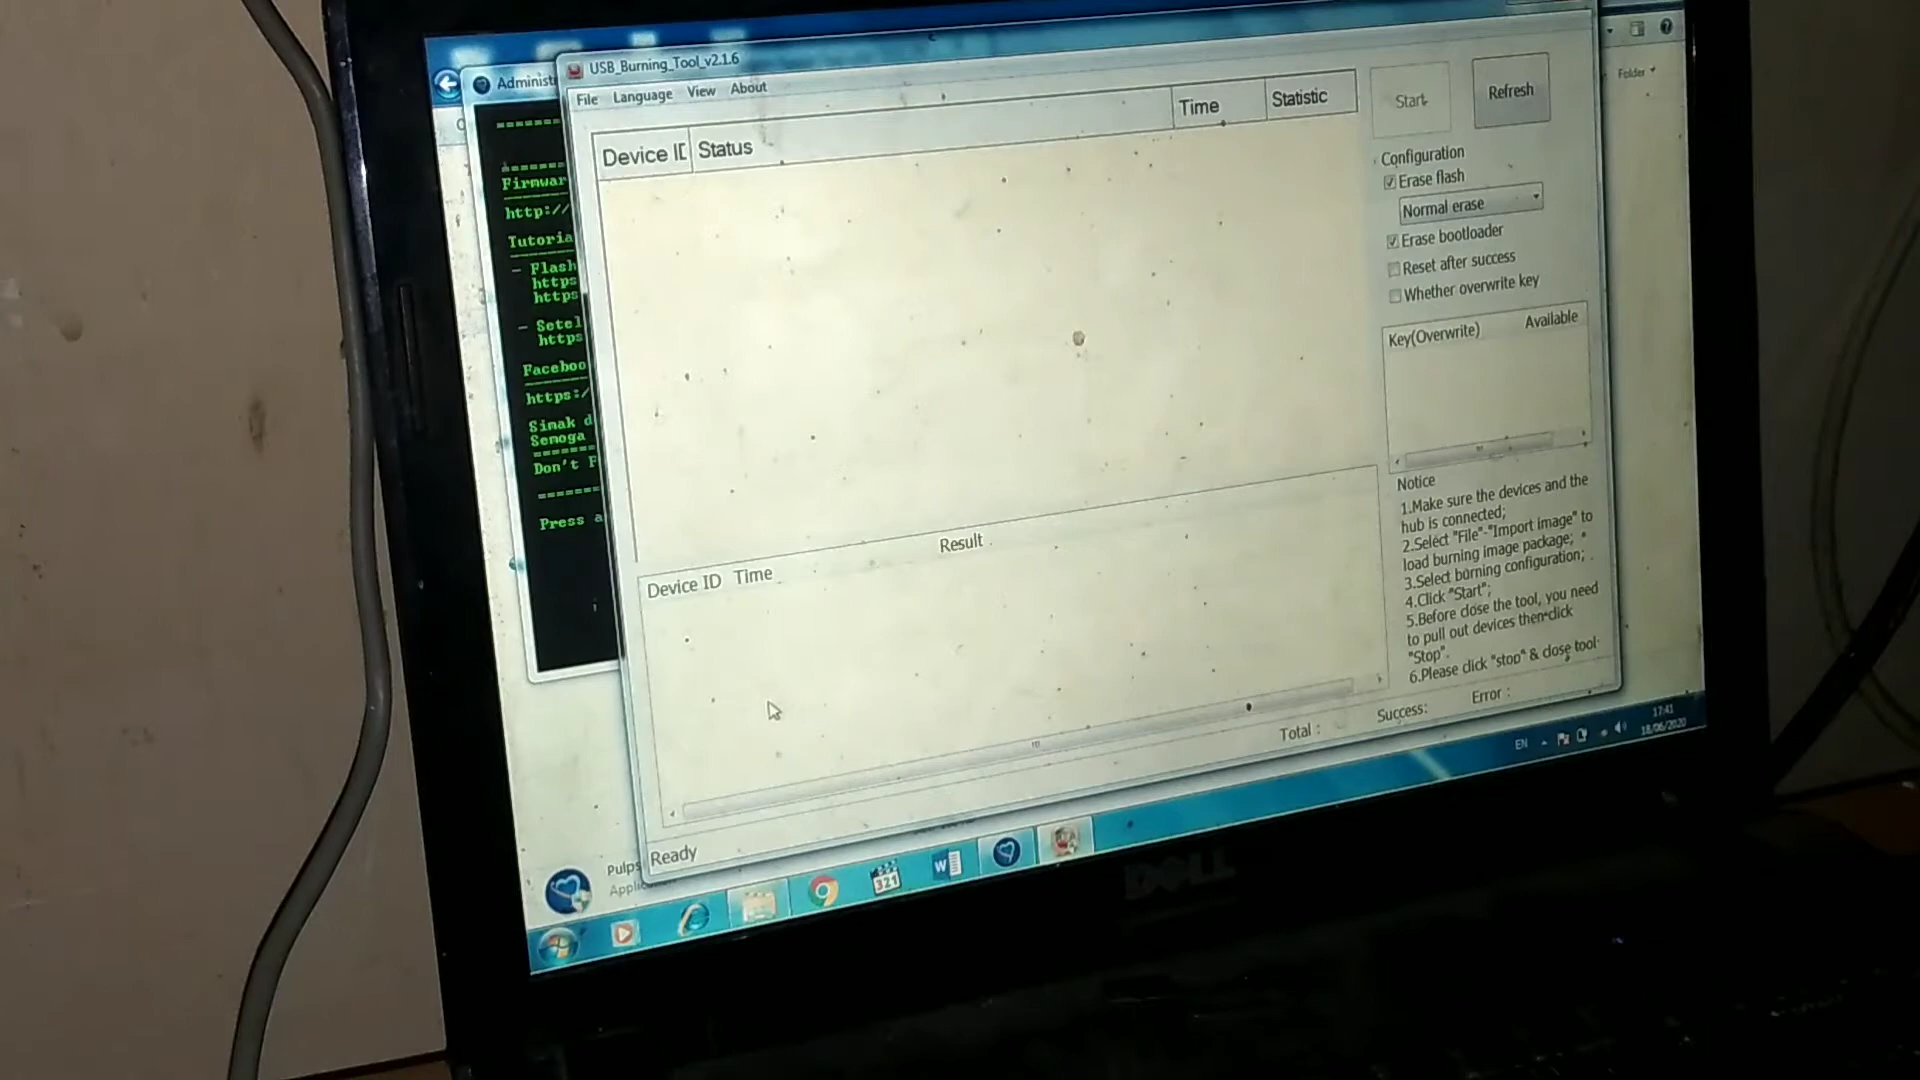 USB_Burning_Tool_v2.1.6
File Language View About
Device ID Status Time Statistic
Start Refresh
Configuration
Erase flash
Normal erase
Erase bootloader
Reset after success
Whether overwrite key
Key(Overwrite) Available
Notice
1.Make sure the devices and the
hub is connected;
2.Select "File"-"Import image" to
load burning image package;
3.Select burning configuration;
4.Click "Start";
5.Before close the tool, you need
to pull out devices then click
"Stop".
6.Please click "stop" & close tool
Result
Device ID Time
Total : Success: Error :
Ready
Administ
Firmwar
http://
Tutoria
- Flash
https
https
- Setel
https
Faceboo
https:/
Simak d
Semoga
Don't F
Press a
Folder
Pulps
Applic
321
W
EN
17:41
18/06/2020
DELL